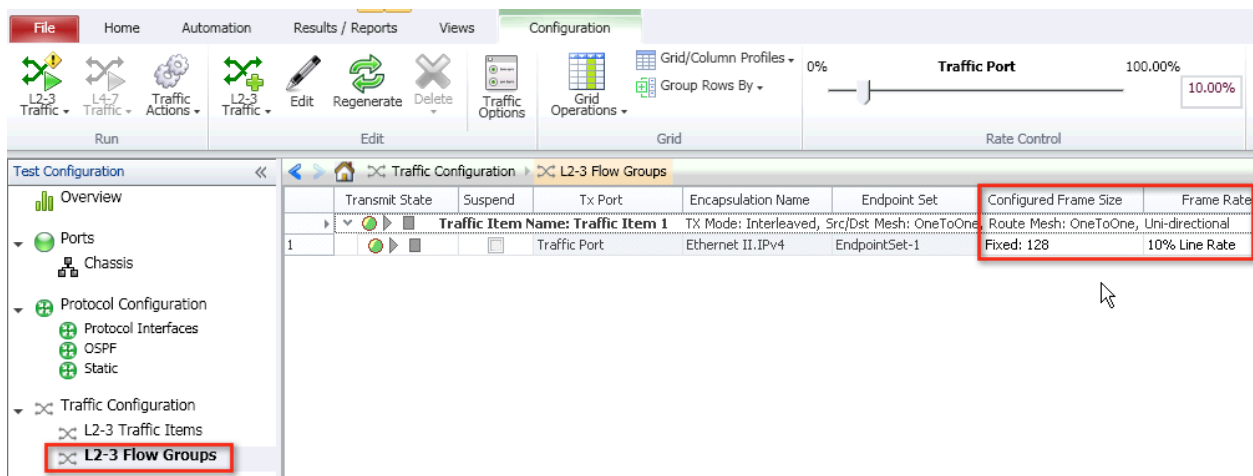 File Home Automation Results / Reports Views Configuration
Grid/Column Profiles
Group Rows By
0% Traffic Port 100.00%
10.00%
L2-3 Traffic
L4-7 Traffic
Traffic Actions
L2-3 Traffic
Edit
Regenerate
Delete
Traffic Options
Grid Operations
Run Edit Grid Rate Control
Test Configuration
Overview
Ports
Chassis
Protocol Configuration
Protocol Interfaces
OSPF
Static
Traffic Configuration
L2-3 Traffic Items
L2-3 Flow Groups
Traffic Configuration L2-3 Flow Groups
Transmit State Suspend Tx Port Encapsulation Name Endpoint Set Configured Frame Size Frame Rate
Traffic Item Name: Traffic Item 1 TX Mode: Interleaved, Src/Dst Mesh: OneToOne, Route Mesh: OneToOne, Uni-directional
1 Traffic Port Ethernet II.IPv4 EndpointSet-1 Fixed: 128 10% Line Rate